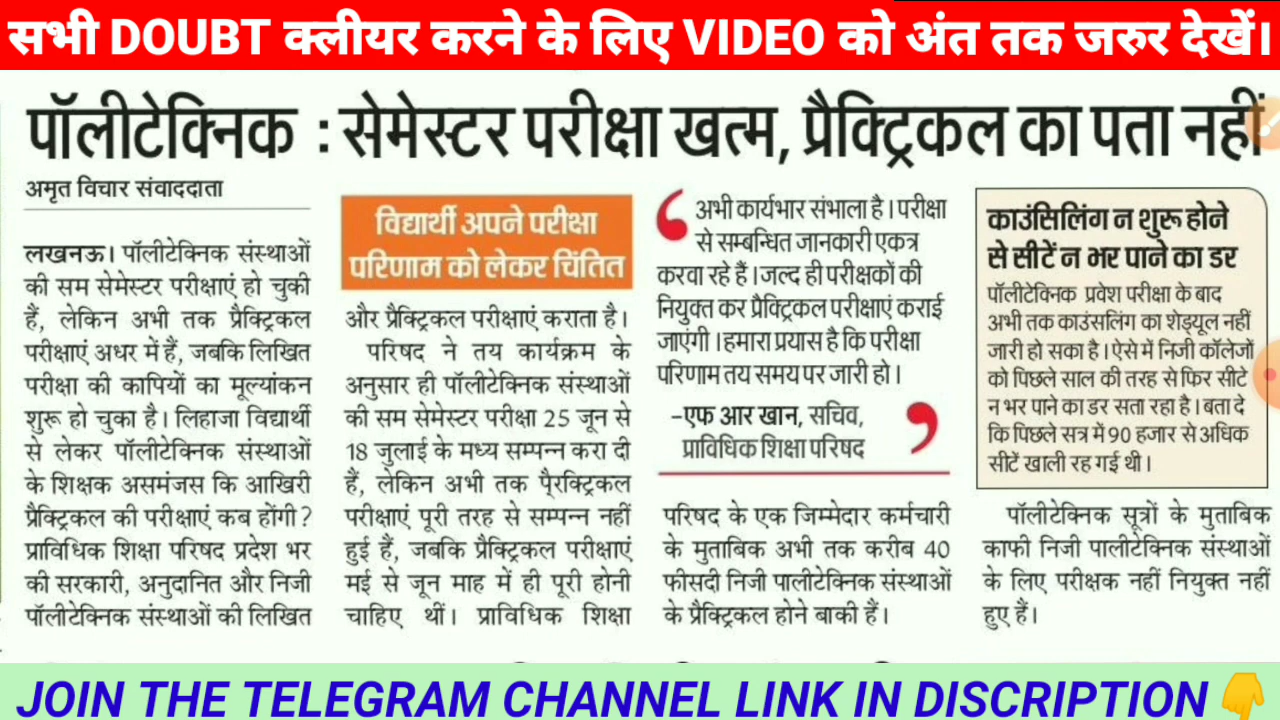 सभी DOUBT क्लीयर करने के लिए VIDEO को अंत तक जरुर देखें।
पॉलीटेक्निक : सेमेस्टर परीक्षा खत्म, प्रैक्ट्रिकल का पता नहीं
अमृत विचार संवाददाता
लखनऊ। पॉलीटेक्निक संस्थाओं
की सम सेमेस्टर परीक्षाएं हो चुकी
हैं, लेकिन अभी तक प्रैक्ट्रिकल
परीक्षाएं अधर में हैं, जबकि लिखित
परीक्षा की कापियों का मूल्यांकन
शुरू हो चुका है। लिहाजा विद्यार्थी
से लेकर पॉलीटेक्निक संस्थाओं
के शिक्षक असमंजस कि आखिरी
प्रैक्ट्रिकल की परीक्षाएं कब होंगी?
प्राविधिक शिक्षा परिषद प्रदेश भर
की सरकारी, अनुदानित और निजी
पॉलीटेक्निक संस्थाओं की लिखित
विद्यार्थी अपने परीक्षा
परिणाम को लेकर चिंतित
और प्रैक्ट्रिकल परीक्षाएं कराता है।
परिषद ने तय कार्यक्रम के
अनुसार ही पॉलीटेक्निक संस्थाओं
की सम सेमेस्टर परीक्षा 25 जून से
18 जुलाई के मध्य सम्पन्न करा दी
हैं, लेकिन अभी तक पै्रक्ट्रिकल
परीक्षाएं पूरी तरह से सम्पन्न नहीं
हुई हैं, जबकि प्रैक्ट्रिकल परीक्षाएं
मई से जून माह में ही पूरी होनी
चाहिए थीं। प्राविधिक शिक्षा
अभी कार्यभार संभाला है। परीक्षा
से सम्बन्धित जानकारी एकत्र
करवा रहे हैं। जल्द ही परीक्षकों की
नियुक्त कर प्रैक्ट्रिकल परीक्षाएं कराई
जाएंगी। हमारा प्रयास है कि परीक्षा
परिणाम तय समय पर जारी हो।
-एफ आर खान, सचिव,
प्राविधिक शिक्षा परिषद
परिषद के एक जिम्मेदार कर्मचारी
के मुताबिक अभी तक करीब 40
फीसदी निजी पालीटेक्निक संस्थाओं
के प्रैक्ट्रिकल होने बाकी हैं।
काउंसिलिंग न शुरू होने
से सीटें न भर पाने का डर
पॉलीटेक्निक प्रवेश परीक्षा के बाद
अभी तक काउंसलिंग का शेड्यूल नहीं
जारी हो सका है। ऐसे में निजी कॉलेजों
को पिछले साल की तरह से फिर सीटे
न भर पाने का डर सता रहा है। बता दे
कि पिछले सत्र में 90 हजार से अधिक
सीटें खाली रह गई थी।
पॉलीटेक्निक सूत्रों के मुताबिक
काफी निजी पालीटेक्निक संस्थाओं
के लिए परीक्षक नहीं नियुक्त नहीं
हुए हैं।
JOIN THE TELEGRAM CHANNEL LINK IN DISCRIPTION 👇